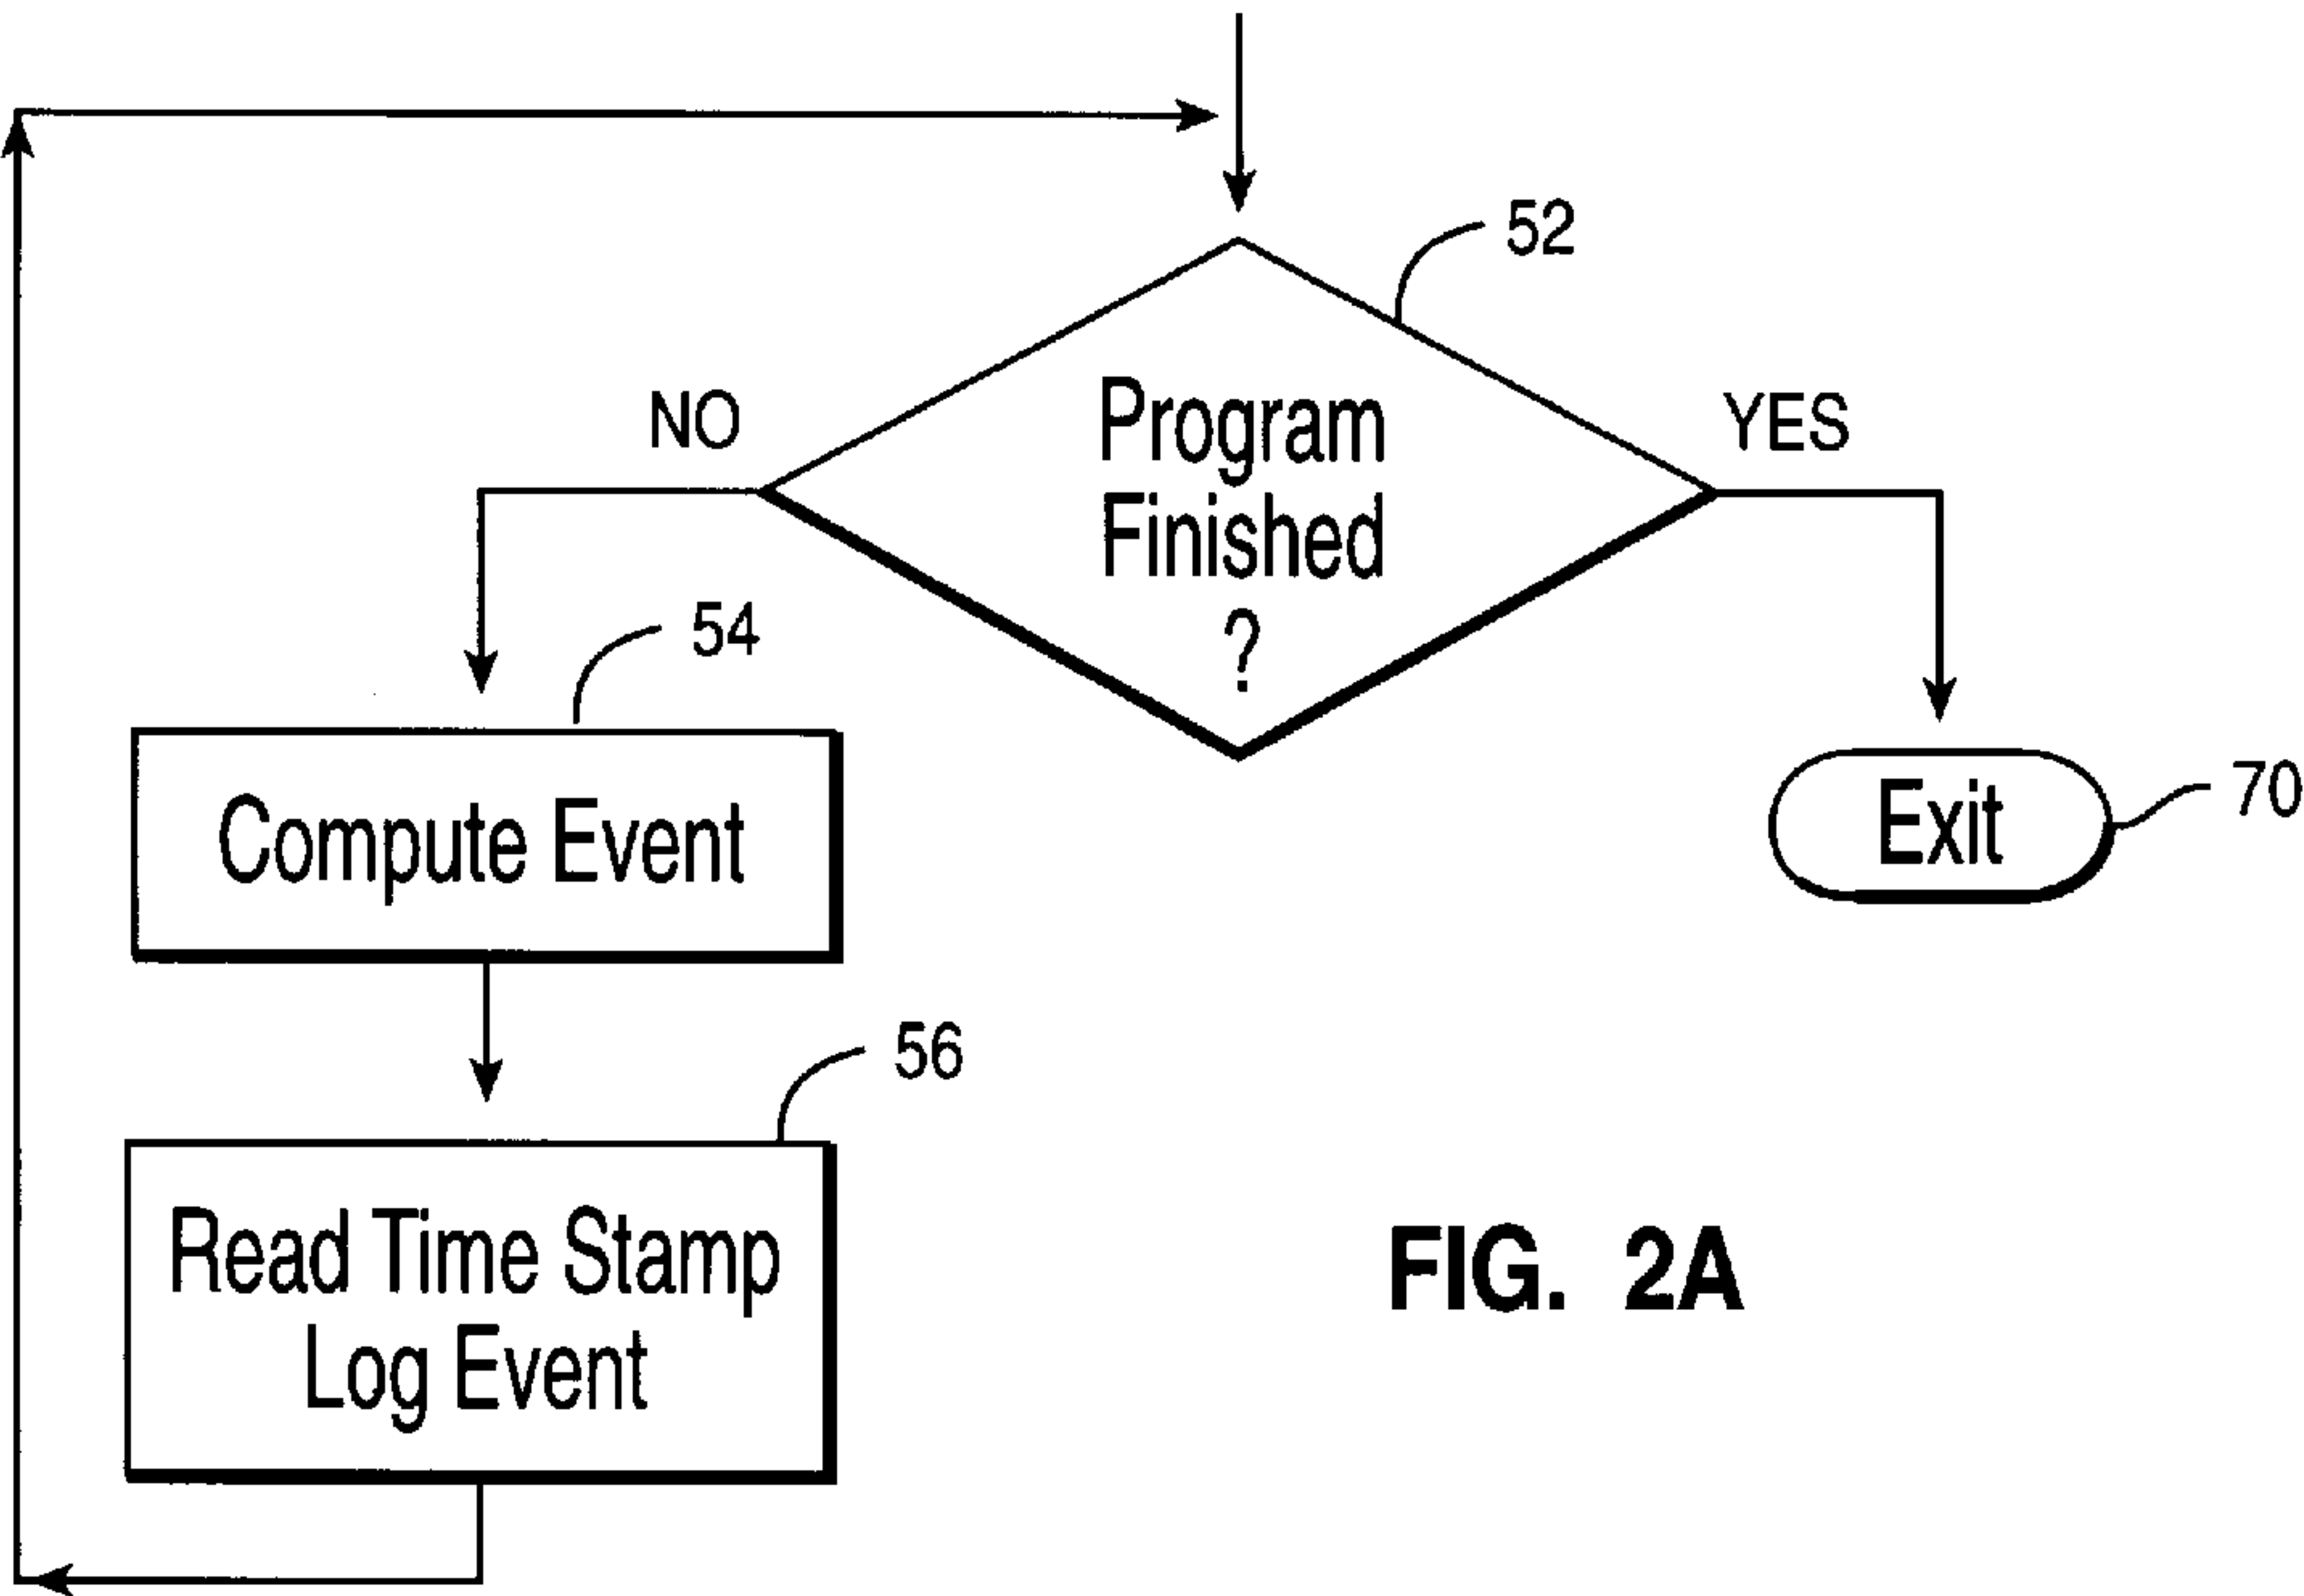 52
NO
Program
Finished
?
YES
54
Compute Event
Exit
70
56
Read Time Stamp
Log Event
FIG. 2A